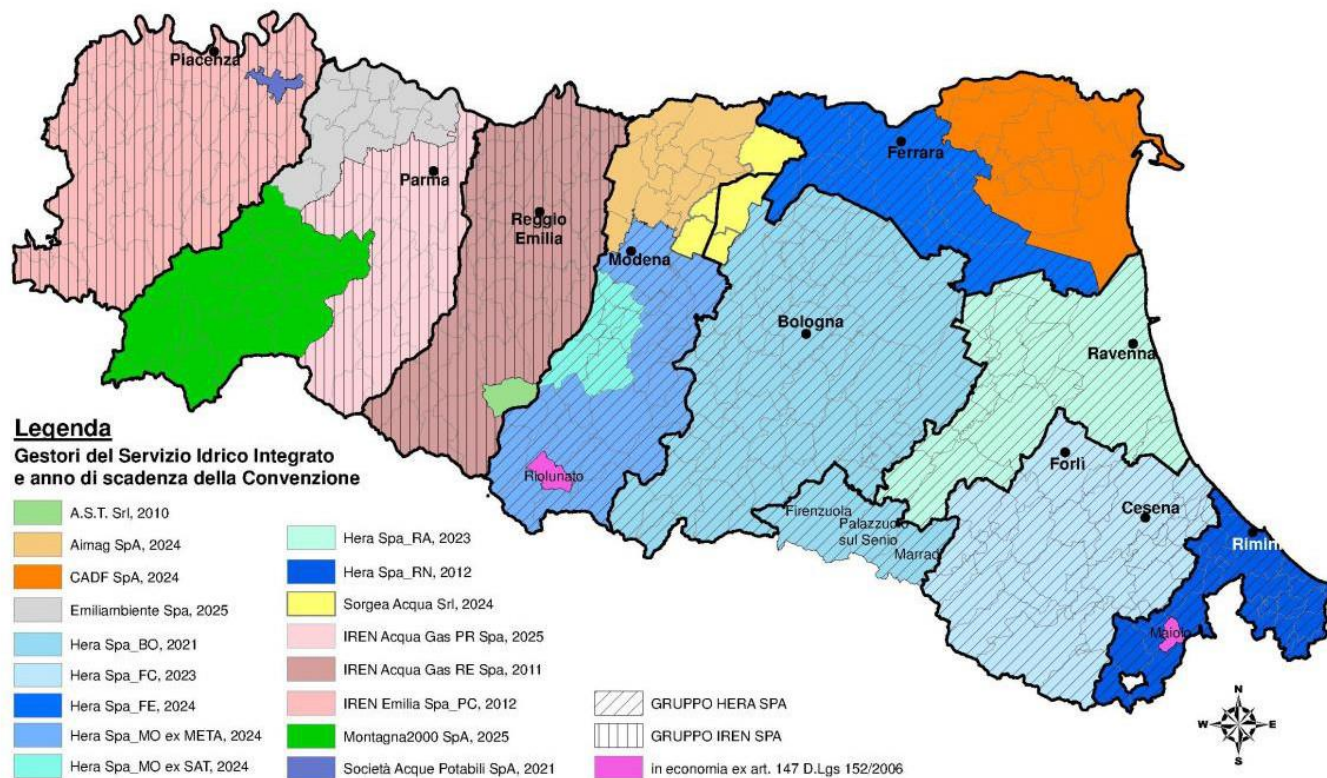 Piacenza
Parma
Reggio
Emilia
Modena
Ferrara
Bologna
Ravenna
Riolunato
Firenzuola
Palazzuolo
sul Senio
Marradi
Forlì
Cesena
Rimini
Maiolo
Legenda
Gestori del Servizio Idrico Integrato
e anno di scadenza della Convenzione
A.S.T. Srl, 2010
Aimag SpA, 2024
CADF SpA, 2024
Emiliambiente Spa, 2025
Hera Spa_BO, 2021
Hera Spa_FC, 2023
Hera Spa_FE, 2024
Hera Spa_MO ex META, 2024
Hera Spa_MO ex SAT, 2024
Hera Spa_RA, 2023
Hera Spa_RN, 2012
Sorgea Acqua Srl, 2024
IREN Acqua Gas PR Spa, 2025
IREN Acqua Gas RE Spa, 2011
IREN Emilia Spa_PC, 2012
Montagna2000 SpA, 2025
Società Acque Potabili SpA, 2021
GRUPPO HERA SPA
GRUPPO IREN SPA
in economia ex art. 147 D.Lgs 152/2006
N
W E
S